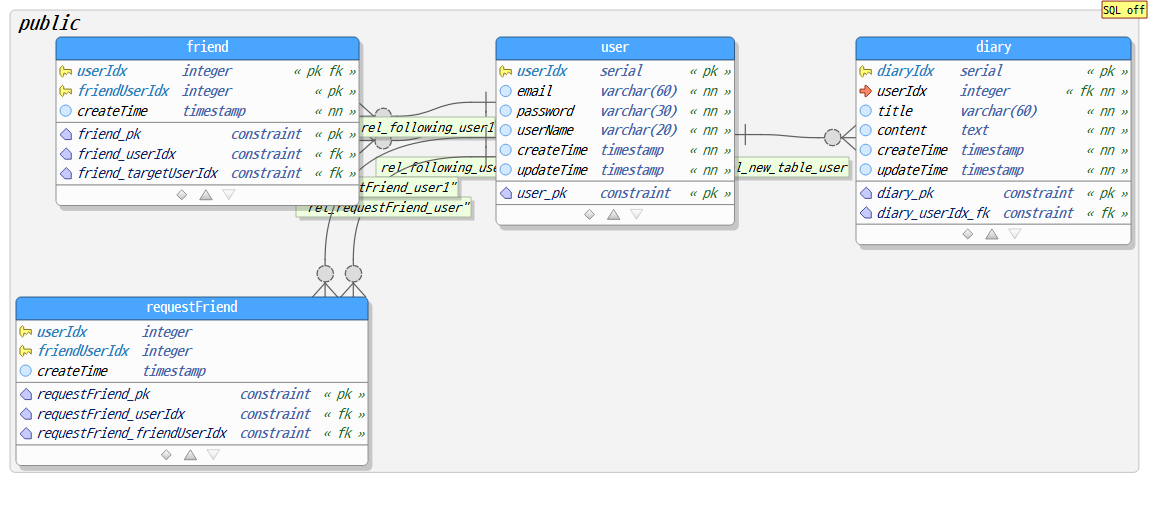 SQL off
public
friend
userIdx integer « pk fk »
friendUserIdx integer « pk »
createTime timestamp « nn »
friend_pk constraint « pk »
friend_userIdx constraint « fk »
friend_targetUserIdx constraint « fk »
rel_following_user1
rel_following_use
stFriend_user1"
rel_requestFriend_user"
user
userIdx serial « pk »
email varchar(60) « nn »
password varchar(30) « nn »
userName varchar(20) « nn »
createTime timestamp « nn »
updateTime timestamp « nn »
user_pk constraint « pk »
l_new_table_user
diary
diaryIdx serial « pk »
userIdx integer « fk nn »
title varchar(60) « nn »
content text « nn »
createTime timestamp « nn »
updateTime timestamp « nn »
diary_pk constraint « pk »
diary_userIdx_fk constraint « fk »
requestFriend
userIdx integer
friendUserIdx integer
createTime timestamp
requestFriend_pk constraint « pk »
requestFriend_userIdx constraint « fk »
requestFriend_friendUserIdx constraint « fk »